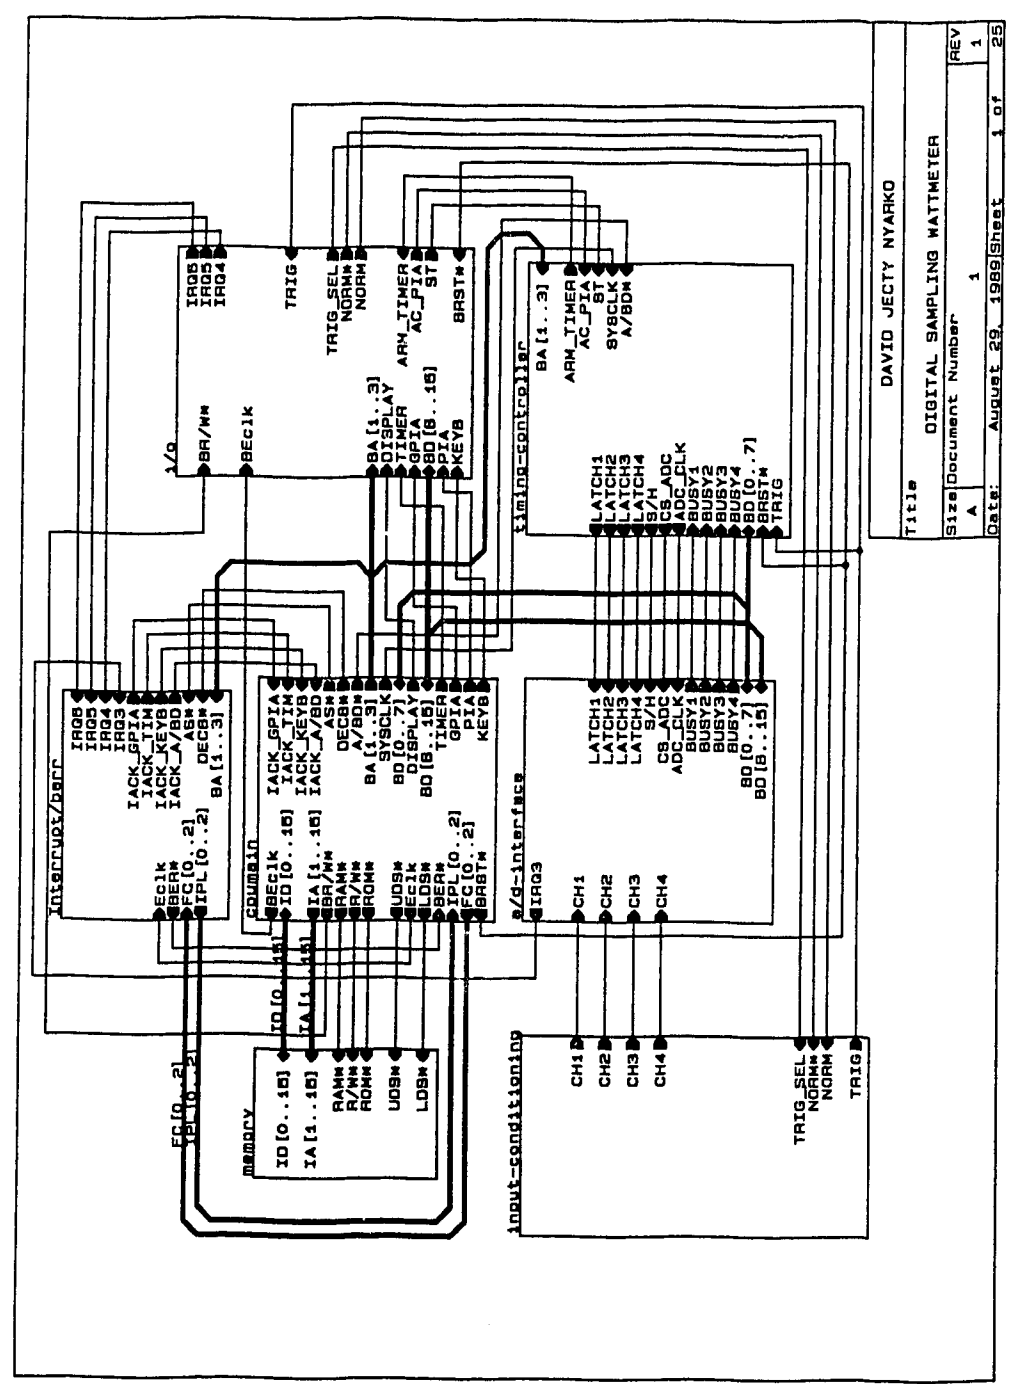 memory
ID[0..15]
IA[1..15]
RAM*
R/W*
ROM*
UDS*
LDS*
FC[0..2]
IPL[0..2]
ID[0..15]
IA[1..15]
interrupt/berr
Eclk
BER*
FC[0..2]
IPL[0..2]
IRQ6
IRQ5
IRQ4
IRQ3
IACK_GPIA
IACK_TIM
IACK_KEYB
IACK_A/BD
AS*
DECS*
BA[1..3]
cpumain
BEclk
ID[0..15]
IA[1..15]
BR/W*
RAM*
R/W*
ROM*
UDS*
Eclk
LDS*
BER*
IPL[0..2]
FC[0..2]
BRST*
IACK_GPIA
IACK_TIM
IACK_KEYB
IACK_A/BD
AS*
DECS*
A/BD*
BA[1..3]
SYSCLK
BD[0..7]
DISPLAY
BD[8..15]
TIMER
GPIA
PIA
KEYB
i/o
BR/W*
BEclk
BA[1..3]
DISPLAY
TIMER
GPIA
BD[8..15]
PIA
KEYB
IRQ6
IRQ5
IRQ4
TRIG
TRIG_SEL
NORM*
NORM
ARM_TIMER
AC_PIA
ST
BRST*
input-conditioning
CH1
CH2
CH3
CH4
TRIG_SEL
NORM*
NORM
TRIG
a/d-interface
IRQ3
CH1
CH2
CH3
CH4
LATCH1
LATCH2
LATCH3
LATCH4
S/H
CS_ADC
ADC_CLK
BUSY1
BUSY2
BUSY3
BUSY4
BD[0..7]
BD[8..15]
timing-controller
LATCH1
LATCH2
LATCH3
LATCH4
S/H
CS_ADC
ADC_CLK
BUSY1
BUSY2
BUSY3
BUSY4
BD[0..7]
BRST*
TRIG
BA[1..3]
ARM_TIMER
AC_PIA
ST
SYSCLK
A/BD*
DAVID JECTY NYARKO
Title
DIGITAL SAMPLING WATTMETER
Size Document Number REV
A 1 1
Date: August 29, 1989 Sheet 1 of 25